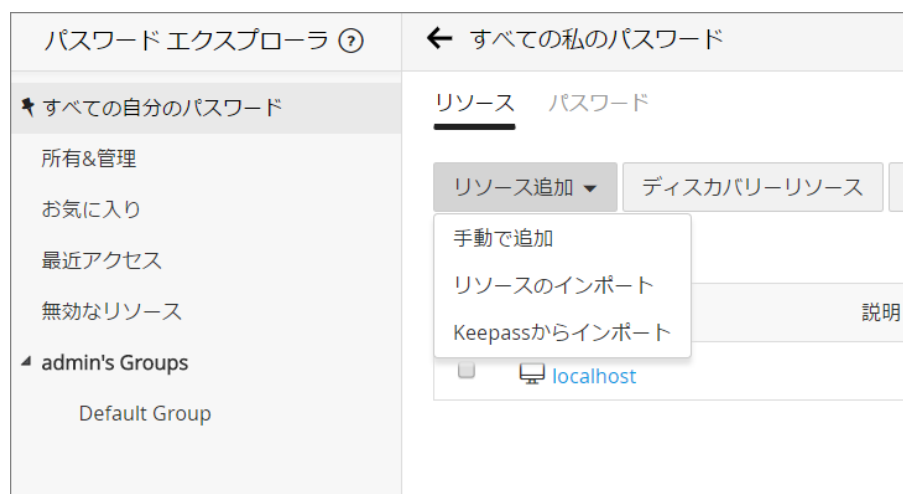 パスワード エクスプローラ ?
すべての自分のパスワード
所有&管理
お気に入り
最近アクセス
無効なリソース
admin's Groups
Default Group
すべての私のパスワード
リソース パスワード
リソース追加 ディスカバリーリソース
手動で追加
リソースのインポート
Keepassからインポート
説明
localhost